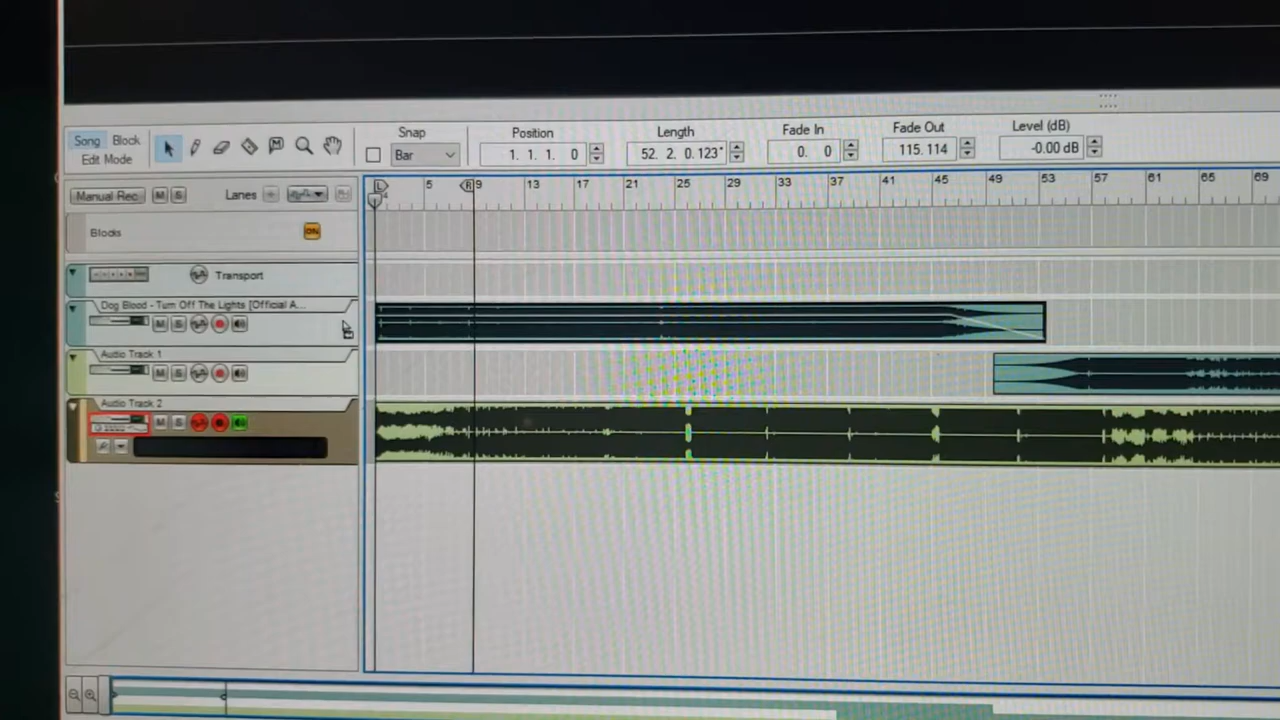 Song Block
Edit Mode
Snap
Bar
Position
1. 1. 1. 0
Length
52. 2. 0.123*
Fade In
0. 0
Fade Out
115.114
Level (dB)
-0.00 dB
Manual Rec
M S
Lanes
L R
5 9 13 17 21 25 29 33 37 41 45 49 53 57 61 65 69
Blocks
ON
Transport
Dog Blood - Turn Off The Lights [Official A...
M S
Audio Track 1
M S
Audio Track 2
M S